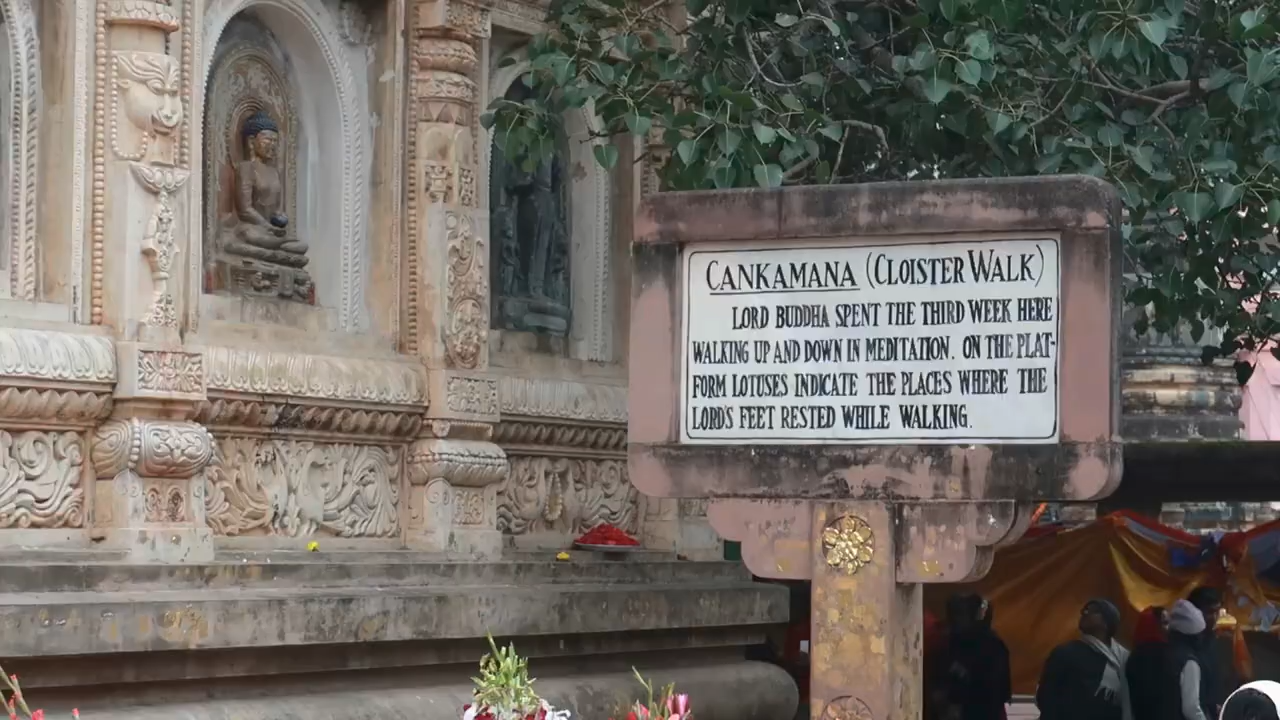 CANKAMANA (CLOISTER WALK)
LORD BUDDHA SPENT THE THIRD WEEK HERE
WALKING UP AND DOWN IN MEDITATION. ON THE PLAT-
FORM LOTUSES INDICATE THE PLACES WHERE THE
LORD'S FEET RESTED WHILE WALKING.